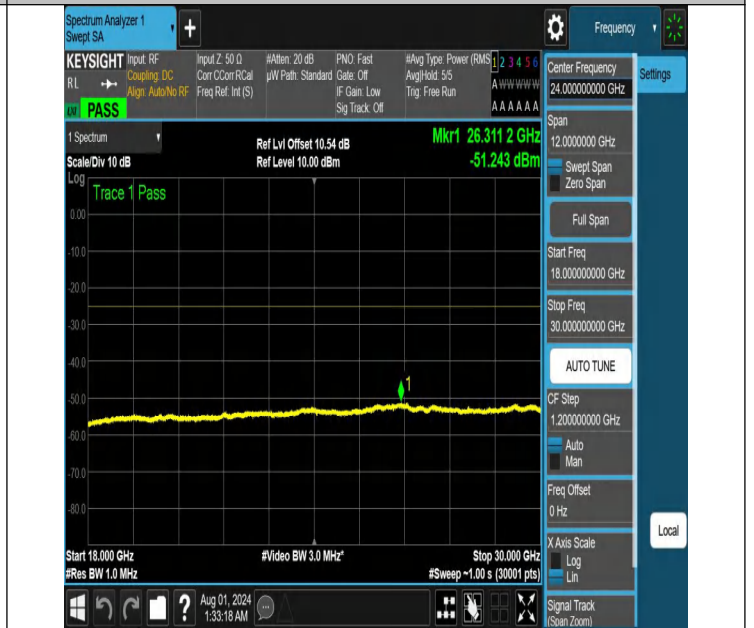 Spectrum Analyzer 1
Swept SA
Frequency
KEYSIGHT
RL
PASS
Input: RF
Coupling: DC
Align: Auto/No RF
Input Z: 50 Ω
Corr CCorr RCal
Freq Ref: Int (S)
#Atten: 20 dB
µW Path: Standard
PNO: Fast
Gate: Off
IF Gain: Low
Sig Track: Off
#Avg Type: Power (RMS
Avg|Hold: 5/5
Trig: Free Run
1 2 3 4 5 6
A W W W W W
A A A A A A
1 Spectrum
Scale/Div 10 dB
Ref Lvl Offset 10.54 dB
Ref Level 10.00 dBm
Mkr1 26.311 2 GHz
-51.243 dBm
Log
Trace 1 Pass
0.00
-10.0
-20.0
-30.0
-40.0
-50.0
-60.0
-70.0
-80.0
1
Start 18.000 GHz
#Res BW 1.0 MHz
#Video BW 3.0 MHz*
Stop 30.000 GHz
#Sweep ~1.00 s (30001 pts)
?
Aug 01, 2024
1:33:18 AM
Center Frequency
24.000000000 GHz
Settings
Span
12.0000000 GHz
Swept Span
Zero Span
Full Span
Start Freq
18.000000000 GHz
Stop Freq
30.000000000 GHz
AUTO TUNE
CF Step
1.200000000 GHz
Auto
Man
Freq Offset
0 Hz
X Axis Scale
Log
Lin
Local
Signal Track
(Span Zoom)